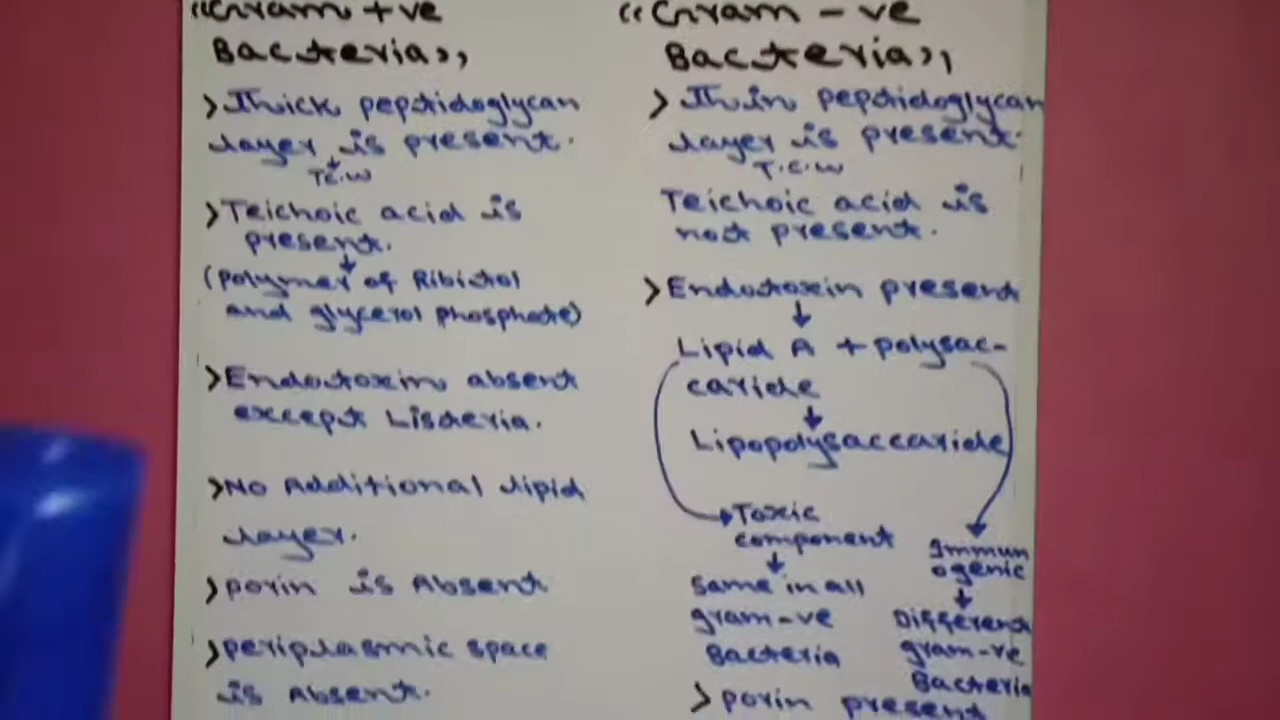 "Gram +ve
Bacteria,,
> Thick peptidoglycan
layer is present.
↓
T.C.W
> Teichoic acid is
present.
↓
(polymer of Ribitol
and glycerol phosphate)
> Endotoxin absent
except Listeria.
> No Additional lipid
layer.
> porin is Absent
> periplasmic space
is Absent.
"Gram -ve
Bacteria,,
> Thin peptidoglycan
layer is present.
T.C.W
Teichoic acid is
not present.
> Endotoxin present
↓
Lipid A + polysac-
caride
↓
Lipopolysaccaride
Toxic
component
↓
same in all
gram-ve
Bacteria
Immun
ogenic
↓
Different
gram-ve
Bacteria
> porin present